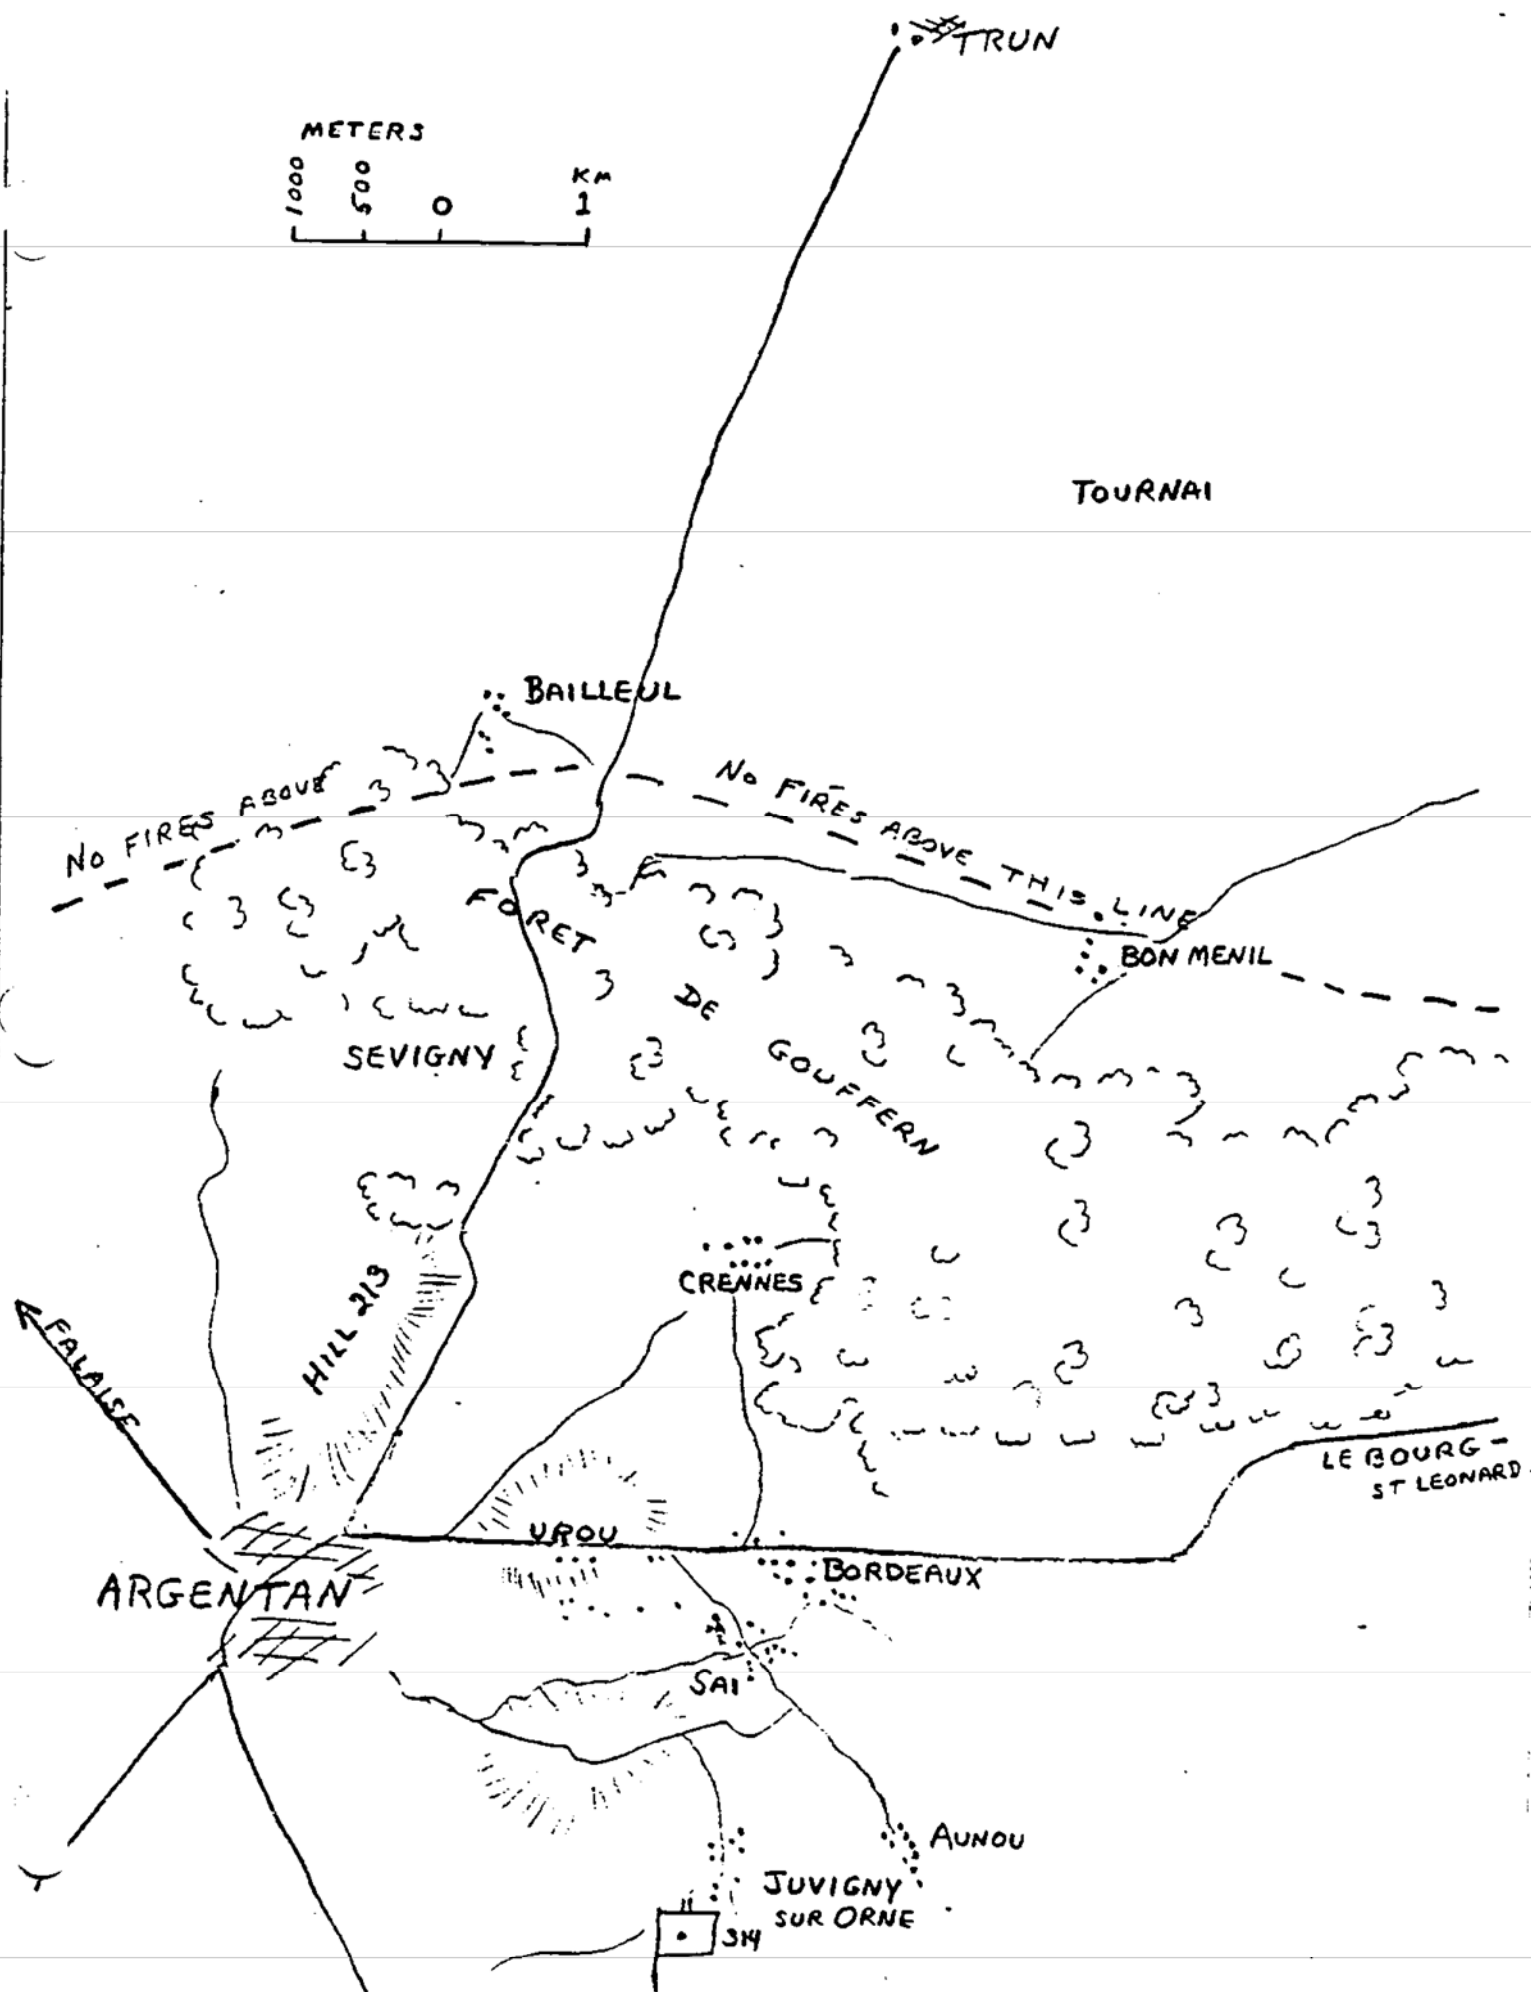 TRUN
METERS
1000 500 0 KM 1
TOURNAI
BAILLEUL
NO FIRES ABOVE
NO FIRES ABOVE THIS LINE
BON MENIL
FORET DE GOUFFERN
SEVIGNY
CRENNES
HILL 213
FALAISE
LE BOURG -
ST LEONARD
UROU
BORDEAUX
ARGENTAN
SAI
AUNOU
JUVIGNY
SUR ORNE
314